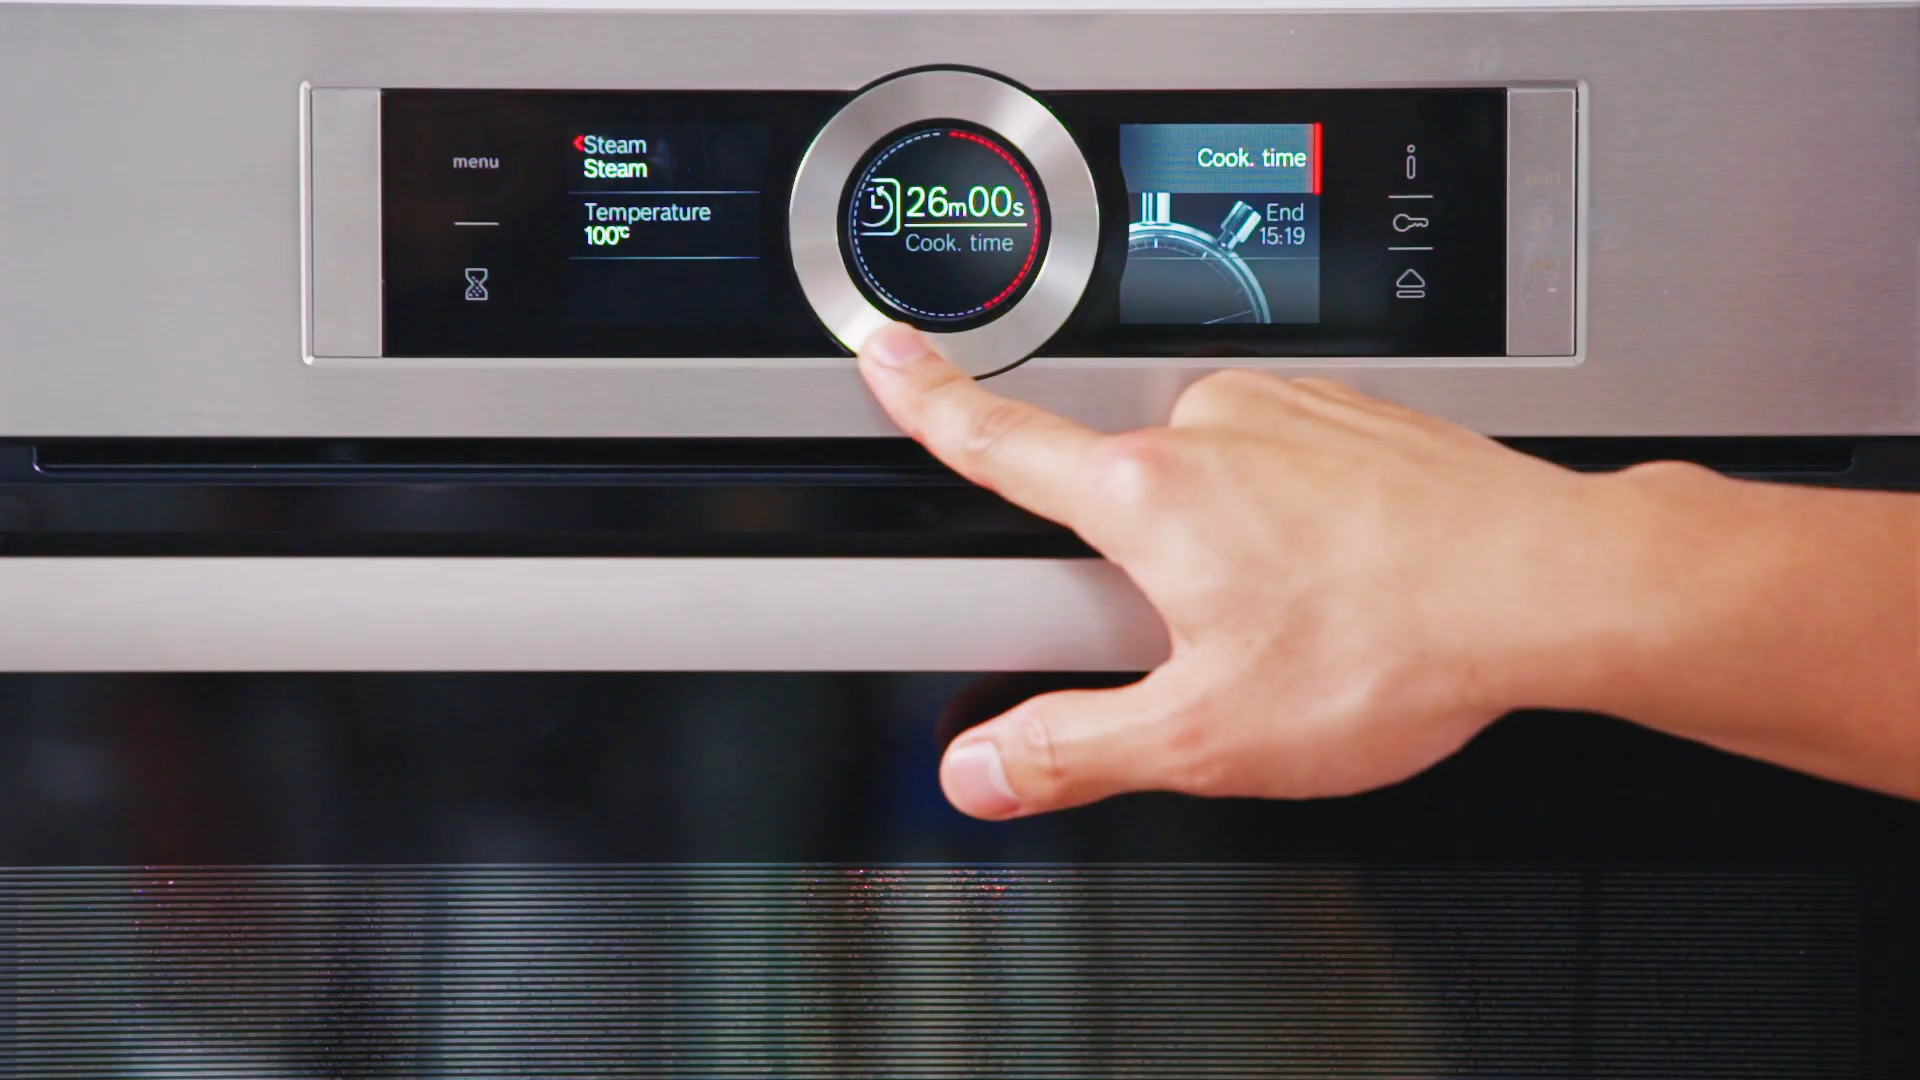 menu
Steam
Steam
Temperature
100°C
26m00s
Cook. time
Cook. time
End
15:19